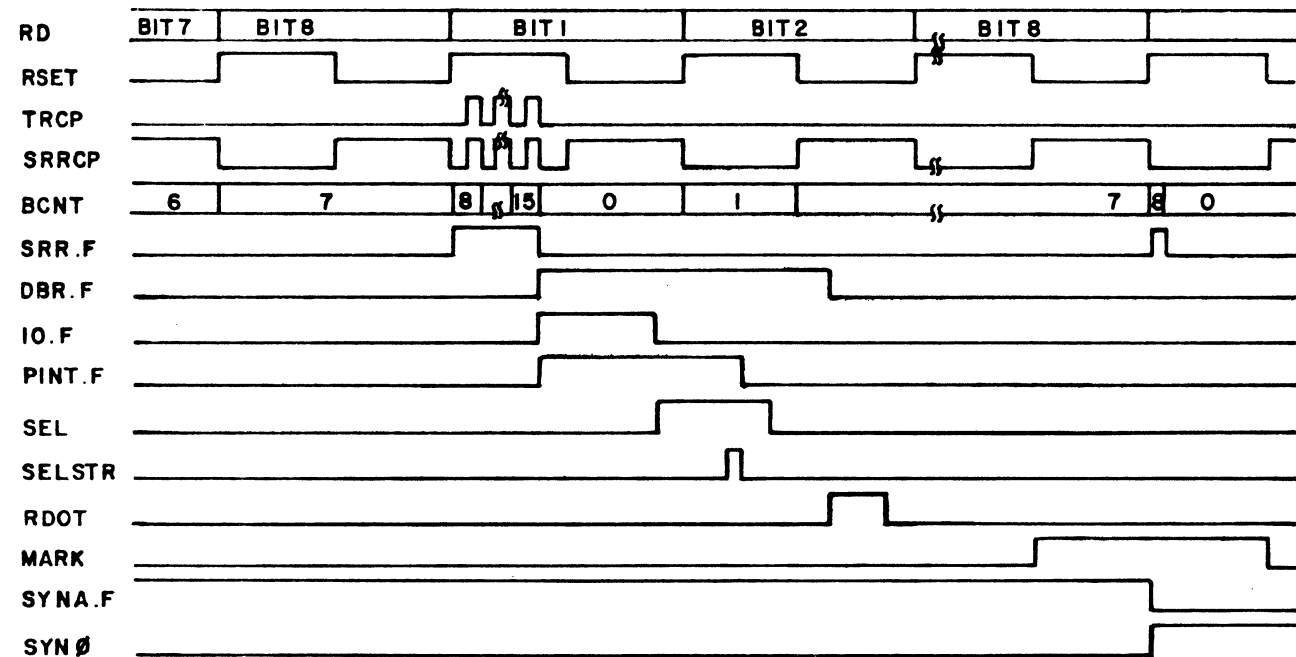 RD BIT7 BIT8 BIT1 BIT2 BIT8
RSET
TRCP
SRRCP
BCNT 6 7 8 15 0 1 7 8 0
SRR.F
DBR.F
IO.F
PINT.F
SEL
SELSTR
RDOT
MARK
SYNA.F
SYNØ